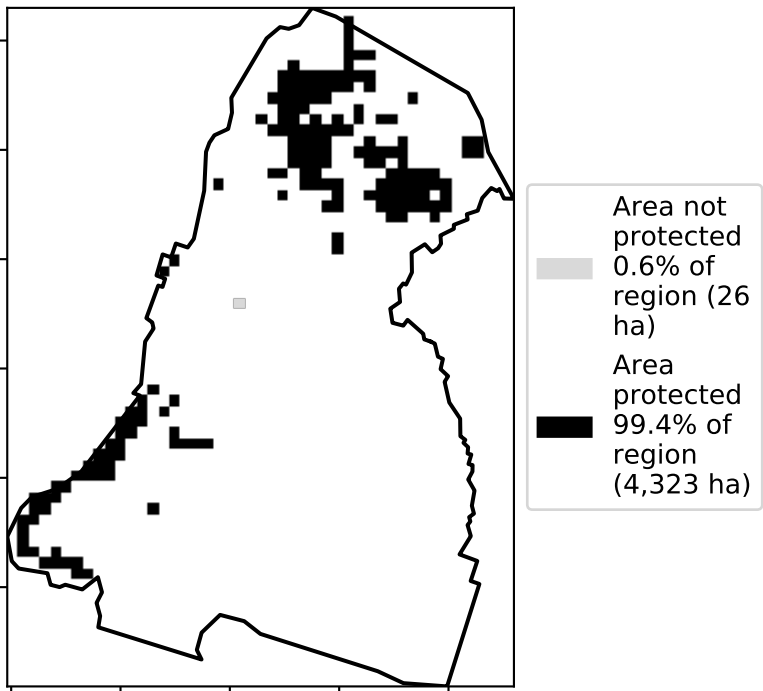 Area not
protected
0.6% of
region (26
ha)
Area
protected
99.4% of
region
(4,323 ha)